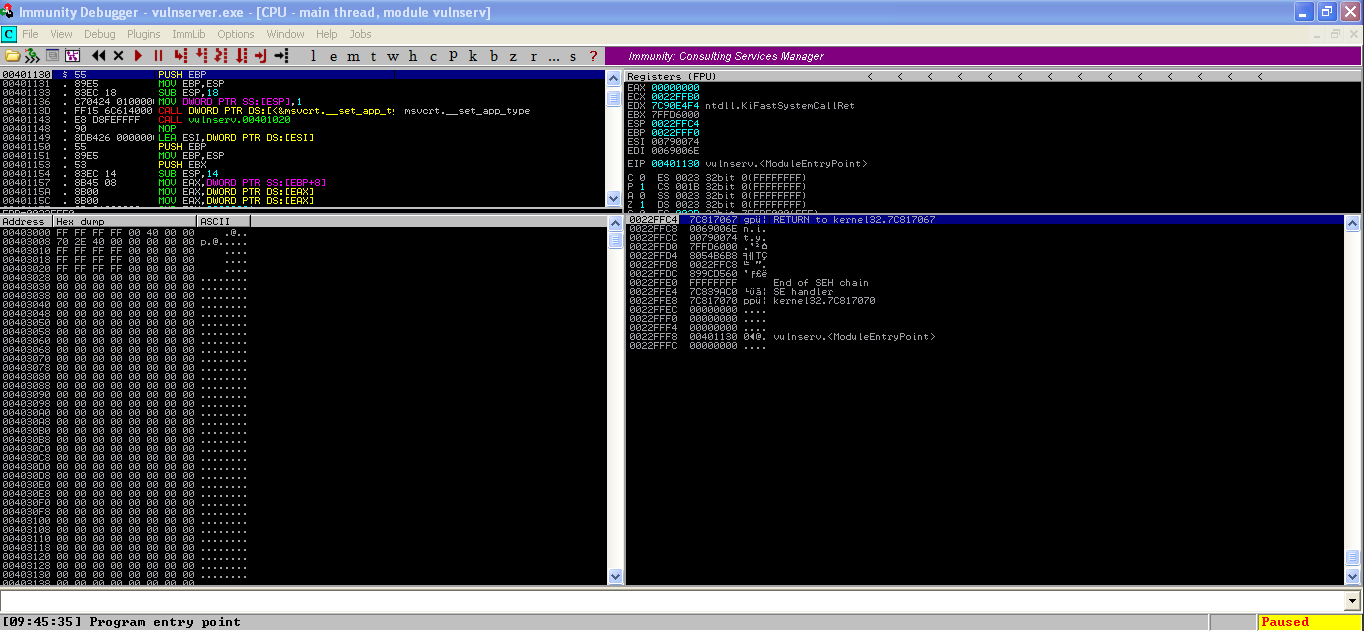 Immunity Debugger - vulnserver.exe - [CPU - main thread, module vulnserv]
C File View Debug Plugins ImmLib Options Window Help Jobs
l e m t w h c p k b z r ... s ?
Immunity: Consulting Services Manager
00401130 $ 55 PUSH EBP
00401131 . 89E5 MOV EBP,ESP
00401133 . 83EC 18 SUB ESP,18
00401136 . C70424 0100000 MOV DWORD PTR SS:[ESP],1
0040113D . FF15 6C614000 CALL DWORD PTR DS:[<&msvcrt.__set_app_t msvcrt.__set_app_type
00401143 . E8 D8FEFFFF CALL vulnserv.00401020
00401148 . 90 NOP
00401149 . 8DB426 000000 LEA ESI,DWORD PTR DS:[ESI]
00401150 . 55 PUSH EBP
00401151 . 89E5 MOV EBP,ESP
00401153 . 53 PUSH EBX
00401154 . 83EC 14 SUB ESP,14
00401157 . 8B45 08 MOV EAX,DWORD PTR SS:[EBP+8]
0040115A . 8B00 MOV EAX,DWORD PTR DS:[EAX]
0040115C . 8B00 MOV EAX,DWORD PTR DS:[EAX]
Registers (FPU) < < < < < < < < < < < < < <
EAX 00000000
ECX 0022FFB0
EDX 7C90E4F4 ntdll.KiFastSystemCallRet
EBX 7FFD6000
ESP 0022FFC4
EBP 0022FFF0
ESI 00790074
EDI 0069006E
EIP 00401130 vulnserv.<ModuleEntryPoint>
C 0 ES 0023 32bit 0(FFFFFFFF)
P 1 CS 001B 32bit 0(FFFFFFFF)
A 0 SS 0023 32bit 0(FFFFFFFF)
Z 1 DS 0023 32bit 0(FFFFFFFF)
Address Hex dump ASCII
00403000 FF FF FF FF 00 40 00 00 .@..
00403008 70 2E 40 00 00 00 00 00 p.@.....
00403010 FF FF FF FF 00 00 00 00 ....
00403018 FF FF FF FF 00 00 00 00 ....
00403020 FF FF FF FF 00 00 00 00 ....
00403028 00 00 00 00 00 00 00 00 ........
00403030 00 00 00 00 00 00 00 00 ........
00403038 00 00 00 00 00 00 00 00 ........
00403040 00 00 00 00 00 00 00 00 ........
00403048 00 00 00 00 00 00 00 00 ........
00403050 00 00 00 00 00 00 00 00 ........
00403058 00 00 00 00 00 00 00 00 ........
00403060 00 00 00 00 00 00 00 00 ........
00403068 00 00 00 00 00 00 00 00 ........
00403070 00 00 00 00 00 00 00 00 ........
00403078 00 00 00 00 00 00 00 00 ........
00403080 00 00 00 00 00 00 00 00 ........
00403088 00 00 00 00 00 00 00 00 ........
00403090 00 00 00 00 00 00 00 00 ........
00403098 00 00 00 00 00 00 00 00 ........
004030A0 00 00 00 00 00 00 00 00 ........
004030A8 00 00 00 00 00 00 00 00 ........
004030B0 00 00 00 00 00 00 00 00 ........
004030B8 00 00 00 00 00 00 00 00 ........
004030C0 00 00 00 00 00 00 00 00 ........
004030C8 00 00 00 00 00 00 00 00 ........
004030D0 00 00 00 00 00 00 00 00 ........
004030D8 00 00 00 00 00 00 00 00 ........
004030E0 00 00 00 00 00 00 00 00 ........
004030E8 00 00 00 00 00 00 00 00 ........
004030F0 00 00 00 00 00 00 00 00 ........
004030F8 00 00 00 00 00 00 00 00 ........
00403100 00 00 00 00 00 00 00 00 ........
00403108 00 00 00 00 00 00 00 00 ........
00403110 00 00 00 00 00 00 00 00 ........
00403118 00 00 00 00 00 00 00 00 ........
00403120 00 00 00 00 00 00 00 00 ........
00403128 00 00 00 00 00 00 00 00 ........
00403130 00 00 00 00 00 00 00 00 ........
00403138 00 00 00 00 00 00 00 00 ........
0022FFC4 7C817067 gpü| RETURN to kernel32.7C817067
0022FFC8 0069006E n.i.
0022FFCC 00790074 t.y.
0022FFD0 7FFD6000
0022FFD4 8054B6B8
0022FFD8 0022FFC8
0022FFDC 899CD560
0022FFE0 FFFFFFFF End of SEH chain
0022FFE4 7C839AC0 SE handler
0022FFE8 7C817070 ppü| kernel32.7C817070
0022FFEC 00000000 ....
0022FFF0 00000000 ....
0022FFF4 00000000 ....
0022FFF8 00401130 0◄@. vulnserv.<ModuleEntryPoint>
0022FFFC 00000000 ....
[09:45:35] Program entry point
Paused